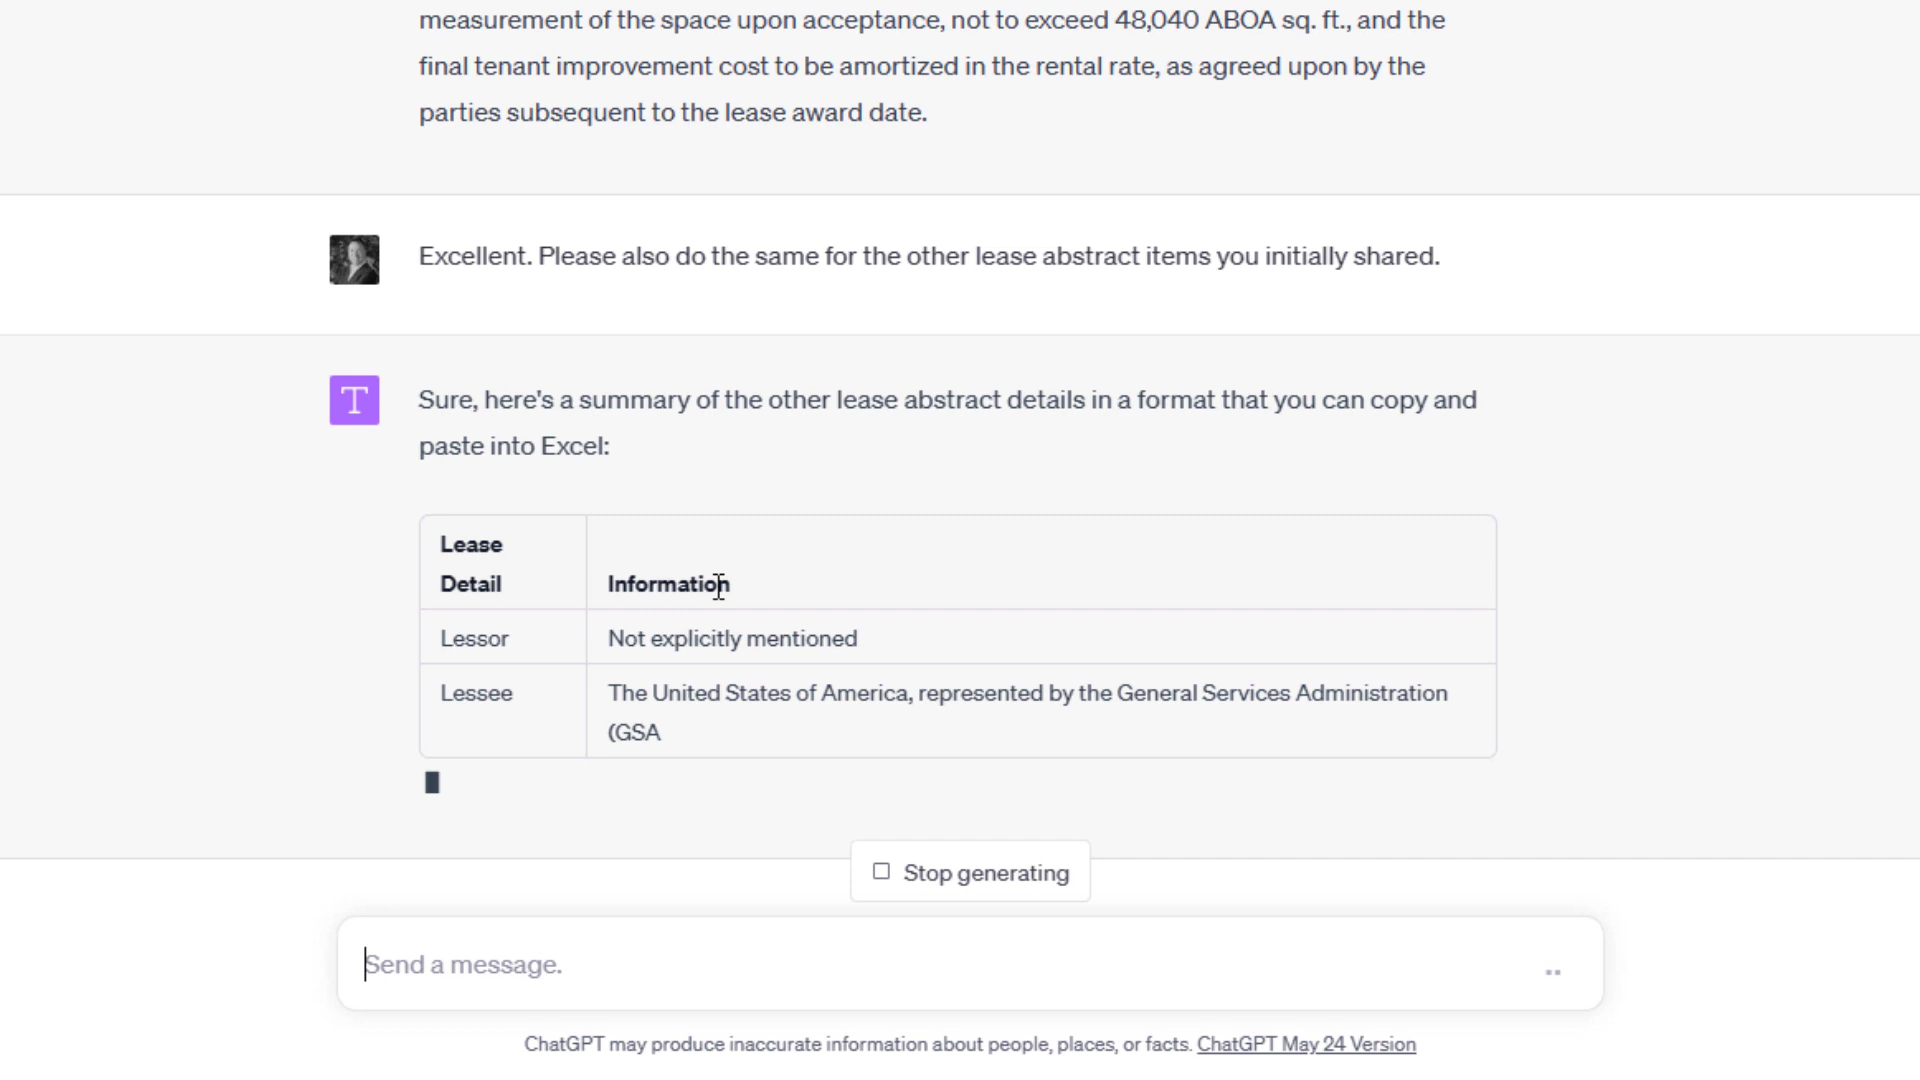 measurement of the space upon acceptance, not to exceed 48,040 ABOA sq. ft., and the
final tenant improvement cost to be amortized in the rental rate, as agreed upon by the
parties subsequent to the lease award date.
Excellent. Please also do the same for the other lease abstract items you initially shared.
T
Sure, here's a summary of the other lease abstract details in a format that you can copy and
paste into Excel:
Lease
Detail
Information
Lessor
Not explicitly mentioned
Lessee
The United States of America, represented by the General Services Administration
(GSA
Stop generating
Send a message.
ChatGPT may produce inaccurate information about people, places, or facts. ChatGPT May 24 Version